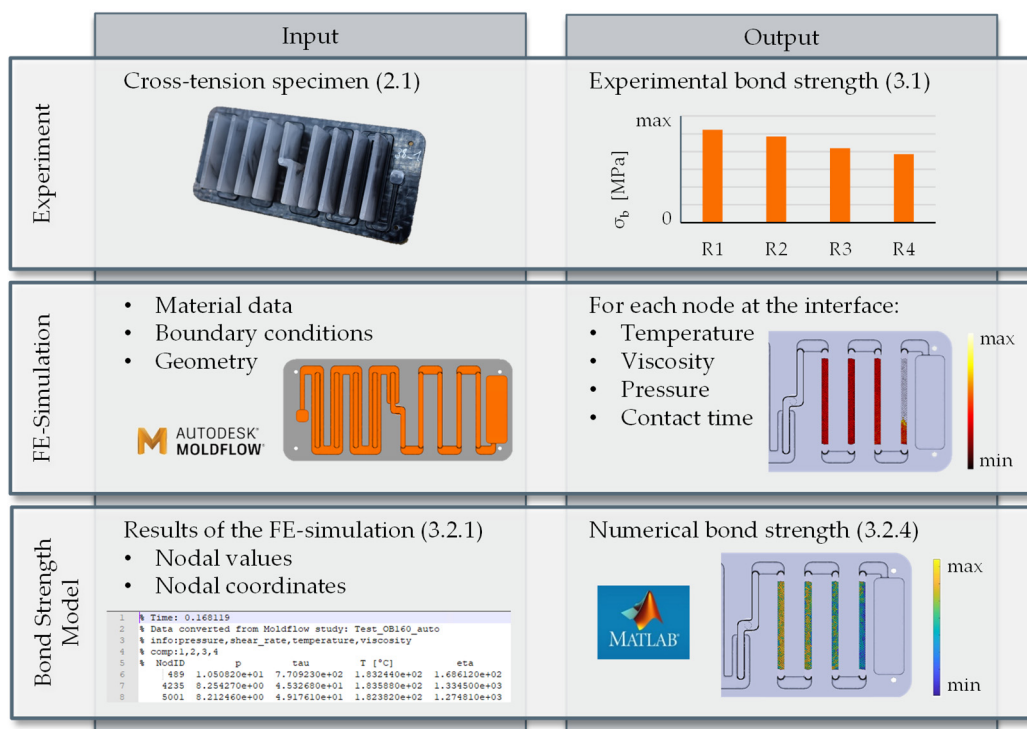 Input
Output
Experiment
Cross-tension specimen (2.1)
Experimental bond strength (3.1)
max
σb [MPa]
0
R1 R2 R3 R4
FE-Simulation
• Material data
• Boundary conditions
• Geometry
AUTODESK®
MOLDFLOW®
For each node at the interface:
• Temperature
• Viscosity
• Pressure
• Contact time
max
min
Bond Strength
Model
Results of the FE-simulation (3.2.1)
• Nodal values
• Nodal coordinates
1 % Time: 0.168119
2 % Data converted from Moldflow study: Test_OB160_auto
3 % info:pressure,shear_rate,temperature,viscosity
4 % comp:1,2,3,4
5 % NodID p tau T [°C] eta
6 489 1.050820e+01 7.709230e+02 1.832440e+02 1.686120e+02
7 4235 8.254270e+00 4.532680e+01 1.835880e+02 1.334500e+03
8 5001 8.212460e+00 4.917610e+01 1.823820e+02 1.274810e+03
Numerical bond strength (3.2.4)
MATLAB®
max
min